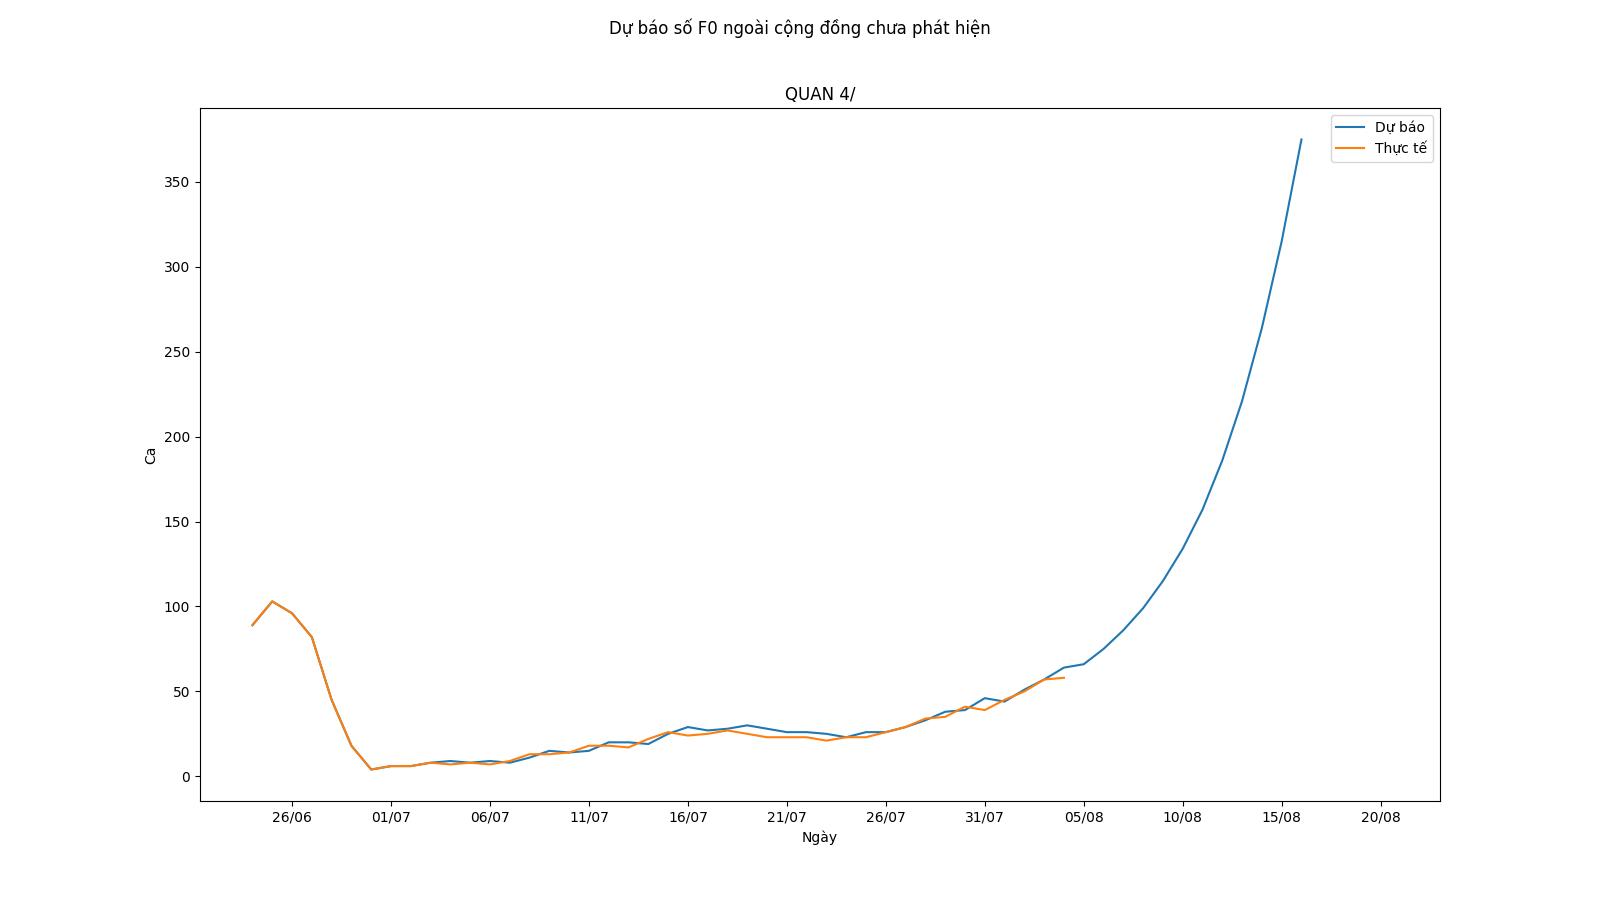 Dự báo số F0 ngoài cộng đồng chưa phát hiện
QUAN 4/
Dự báo
Thực tế
350
300
250
200
150
100
50
0
Ca
26/06 01/07 06/07 11/07 16/07 21/07 26/07 31/07 05/08 10/08 15/08 20/08
Ngày